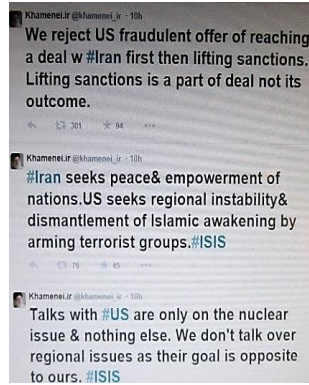 Khamenei.ir @khamenei_ir · 10h
We reject US fraudulent offer of reaching
a deal w #Iran first then lifting sanctions.
Lifting sanctions is a part of deal not its
outcome.
301 94
Khamenei.ir @khamenei_ir · 10h
#Iran seeks peace& empowerment of
nations.US seeks regional instability&
dismantlement of Islamic awakening by
arming terrorist groups.#ISIS
76 45
Khamenei.ir @khamenei_ir · 10h
Talks with #US are only on the nuclear
issue & nothing else. We don't talk over
regional issues as their goal is opposite
to ours. #ISIS